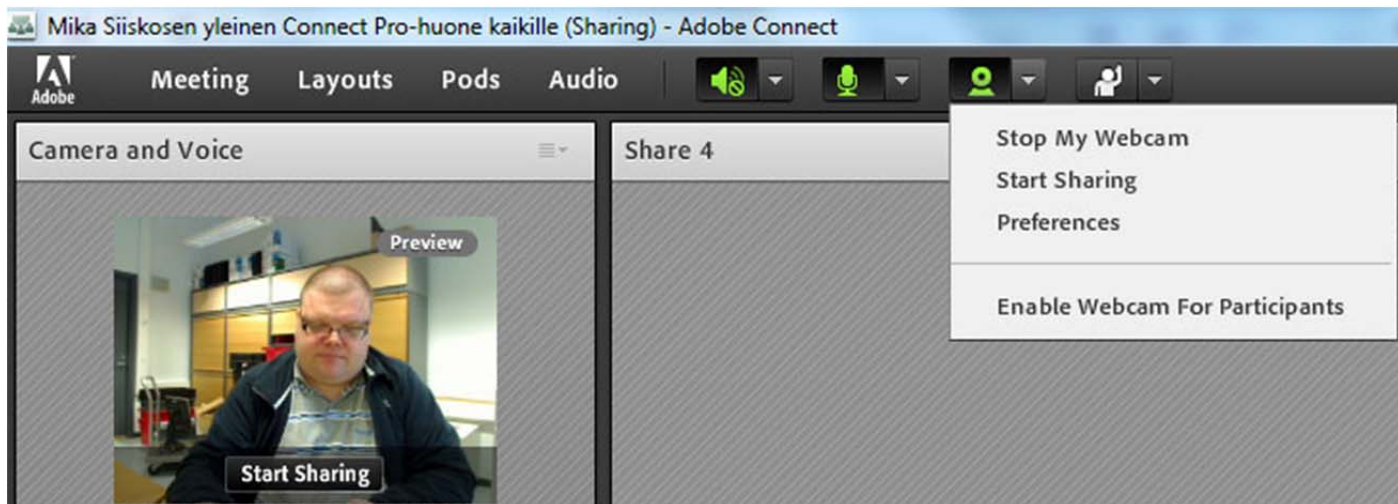 Mika Siiskosen yleinen Connect Pro-huone kaikille (Sharing) - Adobe Connect
Adobe Meeting Layouts Pods Audio
Camera and Voice
Share 4
Stop My Webcam
Start Sharing
Preferences
Enable Webcam For Participants
Preview
Start Sharing